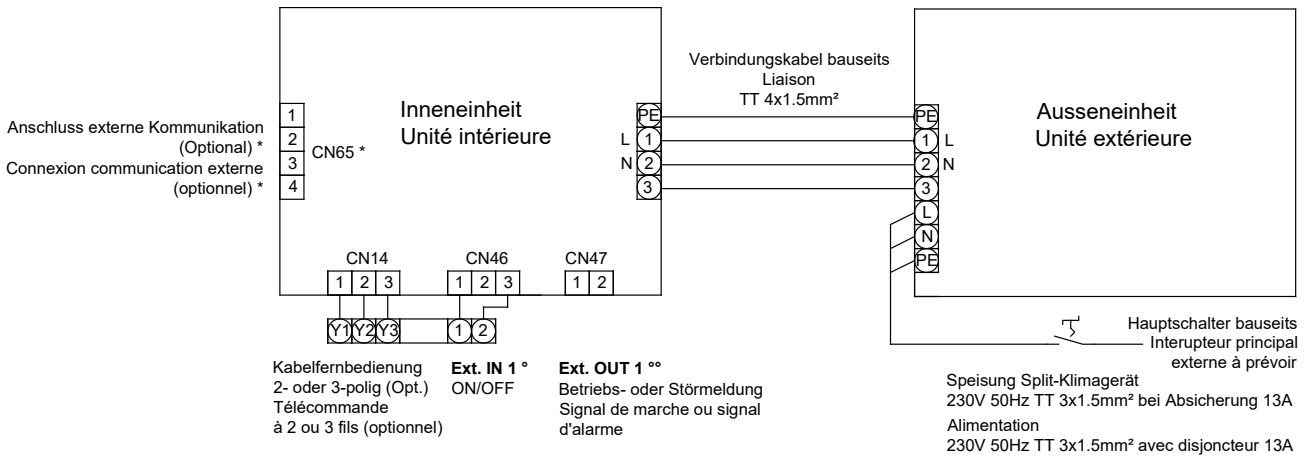 Inneneinheit
Unité intérieure
Verbindungskabel bauseits
Liaison
TT 4x1.5mm²
Ausseneinheit
Unité extérieure
Anschluss externe Kommunikation
(Optional) *
Connexion communication externe
(optionnel) *
1
2
3
4
CN65 *
PE
L 1
N 2
3
PE
1 L
2 N
3
L
N
PE
CN14
1 2 3
CN46
1 2 3
CN47
1 2
Y1 Y2 Y3
1 2
Kabelfernbedienung
2- oder 3-polig (Opt.)
Télécommande
à 2 ou 3 fils (optionnel)
Ext. IN 1 °
ON/OFF
Ext. OUT 1 °°
Betriebs- oder Störmeldung
Signal de marche ou signal
d'alarme
Hauptschalter bauseits
Interupteur principal
externe à prévoir
Speisung Split-Klimagerät
230V 50Hz TT 3x1.5mm² bei Absicherung 13A
Alimentation
230V 50Hz TT 3x1.5mm² avec disjoncteur 13A